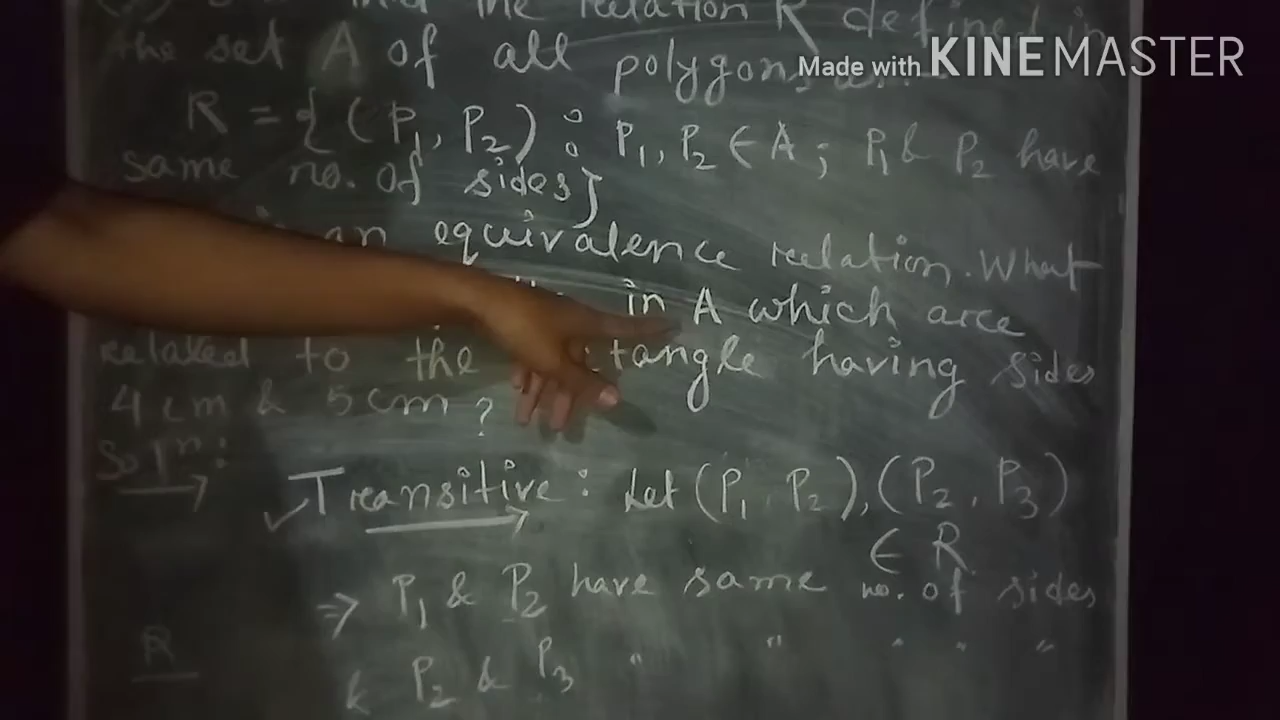 the relation R defined in
the set A of all polygons as
Made with KINEMASTER
R = { (P1, P2) : P1, P2 ∈ A ; P1 & P2 have
same no. of sides}
an equivalence relation. What
in A which are
related to the tangle having sides
4 cm & 5 cm ?
Solⁿ:
✓ Transitive : Let (P1, P2), (P2, P3)
∈ R
⇒ P1 & P2 have same no. of sides
& P2 & P3 " " " " "
R